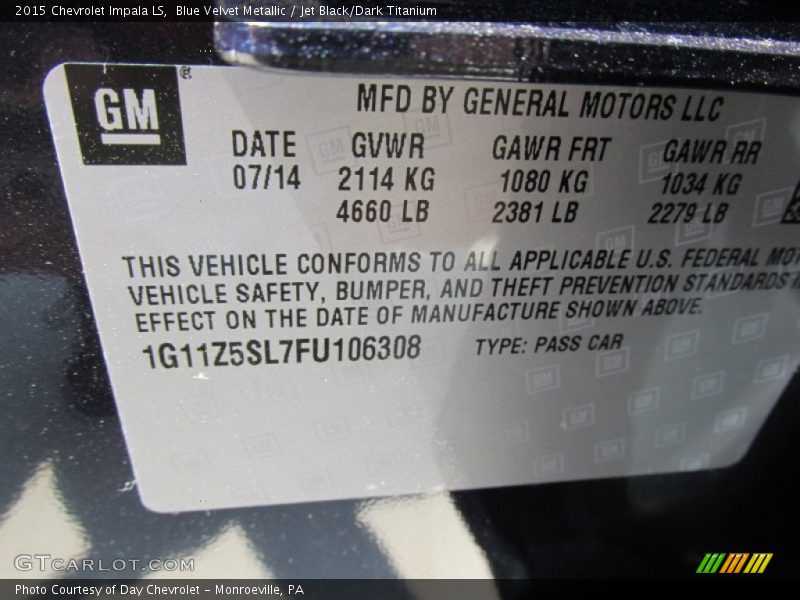 2015 Chevrolet Impala LS, Blue Velvet Metallic / Jet Black/Dark Titanium
GM ®
MFD BY GENERAL MOTORS LLC
DATE GVWR GAWR FRT GAWR RR
07/14 2114 KG 1080 KG 1034 KG
4660 LB 2381 LB 2279 LB
THIS VEHICLE CONFORMS TO ALL APPLICABLE U.S. FEDERAL
VEHICLE SAFETY, BUMPER, AND THEFT PREVENTION STANDARDS
EFFECT ON THE DATE OF MANUFACTURE SHOWN ABOVE.
1G11Z5SL7FU106308 TYPE: PASS CAR
GTCARLOT.COM
Photo Courtesy of Day Chevrolet - Monroeville, PA